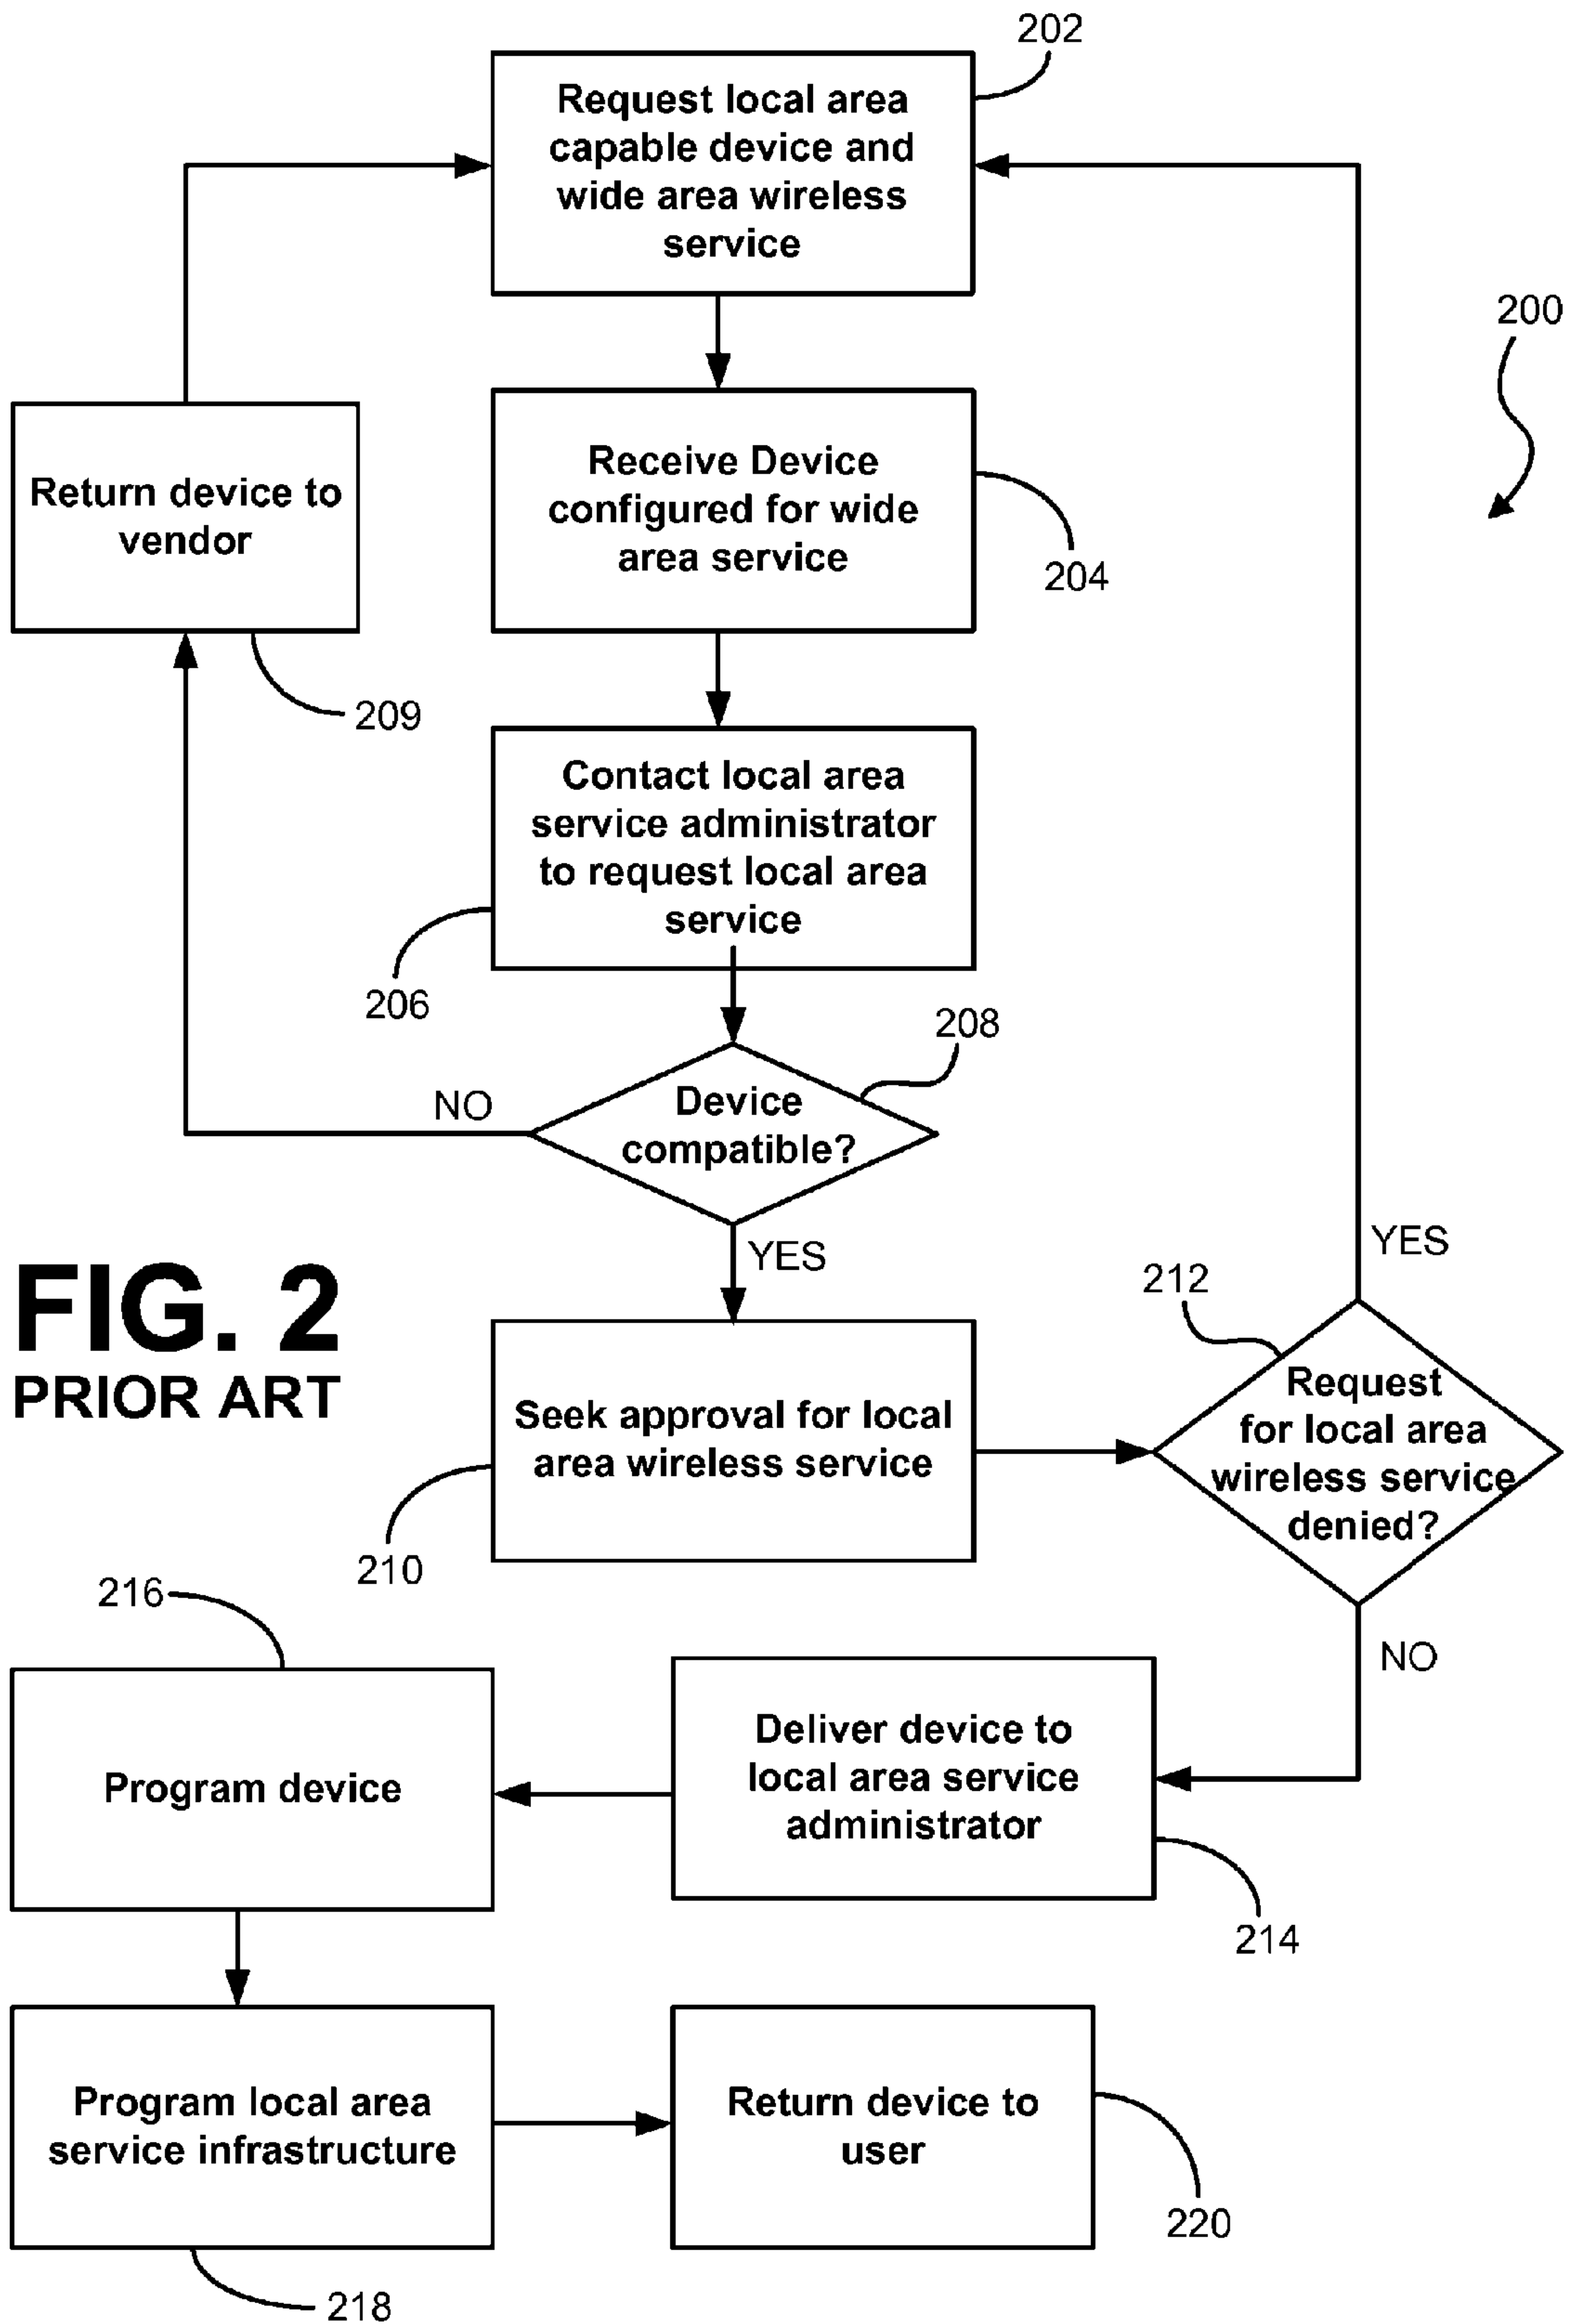 202
Request local area
capable device and
wide area wireless
service
200
Receive Device
configured for wide
area service
204
Return device to
vendor
209
Contact local area
service administrator
to request local area
service
206
208
Device
compatible?
NO
YES
FIG. 2
PRIOR ART
Seek approval for local
area wireless service
210
YES
212
Request
for local area
wireless service
denied?
NO
216
Program device
Deliver device to
local area service
administrator
214
Program local area
service infrastructure
218
Return device to
user
220